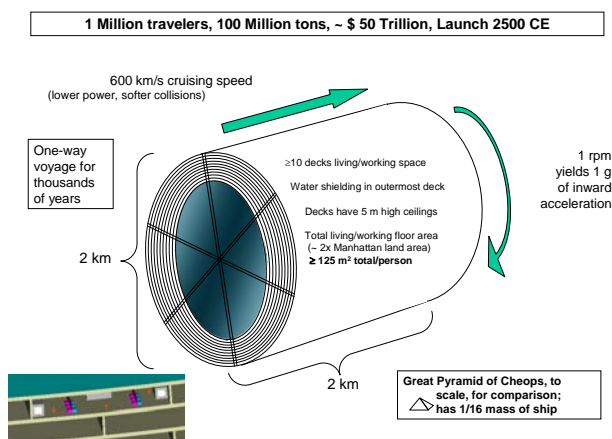 1 Million travelers, 100 Million tons, ~ $ 50 Trillion, Launch 2500 CE
600 km/s cruising speed
(lower power, softer collisions)
One-way
voyage for
thousands
of years
≥10 decks living/working space
Water shielding in outermost deck
Decks have 5 m high ceilings
Total living/working floor area
(~ 2x Manhattan land area)
≥ 125 m² total/person
1 rpm
yields 1 g
of inward
acceleration
2 km
2 km
Great Pyramid of Cheops, to
scale, for comparison;
has 1/16 mass of ship